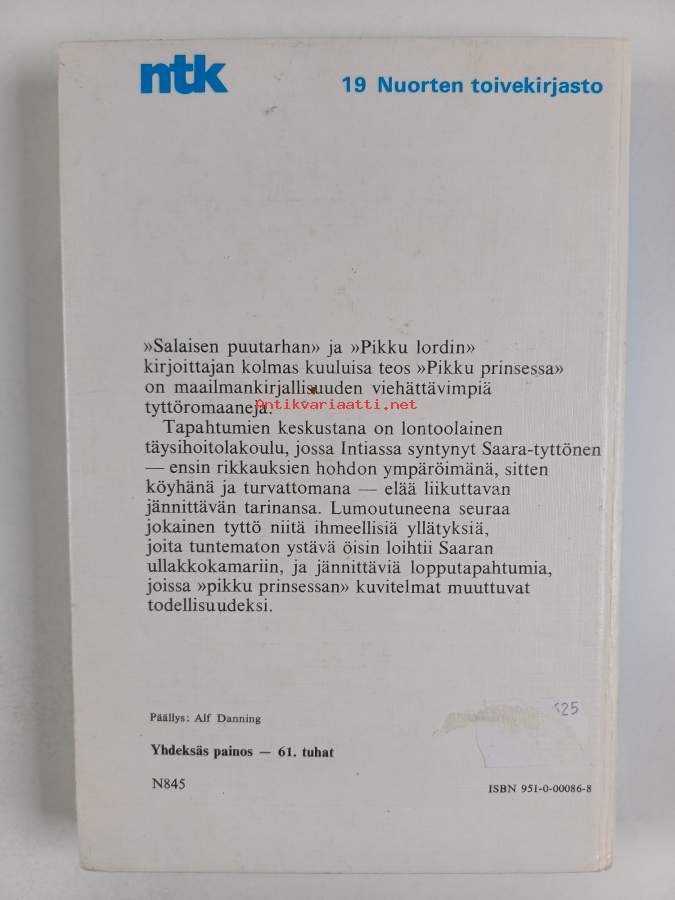 ntk
19 Nuorten toivekirjasto
»Salaisen puutarhan» ja »Pikku lordin»
kirjoittajan kolmas kuuluisa teos »Pikku prinsessa»
on maailmankirjallisuuden viehättävimpiä
tyttöromaaneja.
Antikvariaatti.net
Tapahtumien keskustana on lontoolainen
täysihoitolakoulu, jossa Intiassa syntynyt Saara-tyttönen
— ensin rikkauksien hohdon ympäröimänä, sitten
köyhänä ja turvattomana — elää liikuttavan
jännittävän tarinansa. Lumoutuneena seuraa
jokainen tyttö niitä ihmeellisiä yllätyksiä,
joita tuntematon ystävä öisin loihtii Saaran
ullakkokamariin, ja jännittäviä lopputapahtumia,
joissa »pikku prinsessan» kuvitelmat muuttuvat
todellisuudeksi.
Päällys: Alf Danning
Yhdeksäs painos — 61. tuhat
N845
ISBN 951-0-00086-8